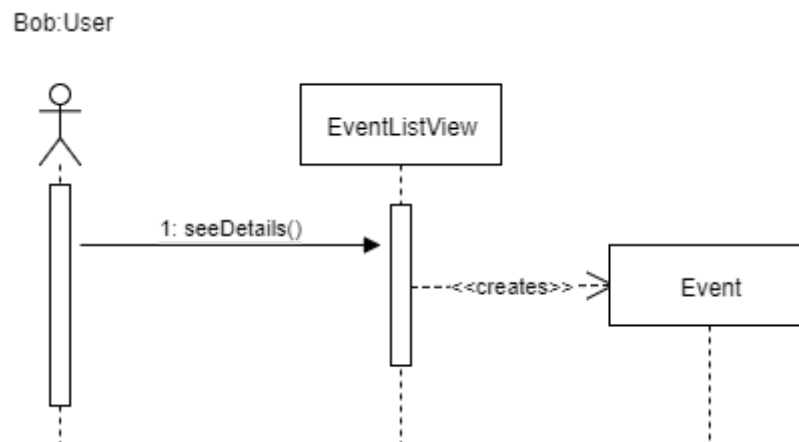 Bob:User
EventListView
1: seeDetails()
<<creates>>
Event